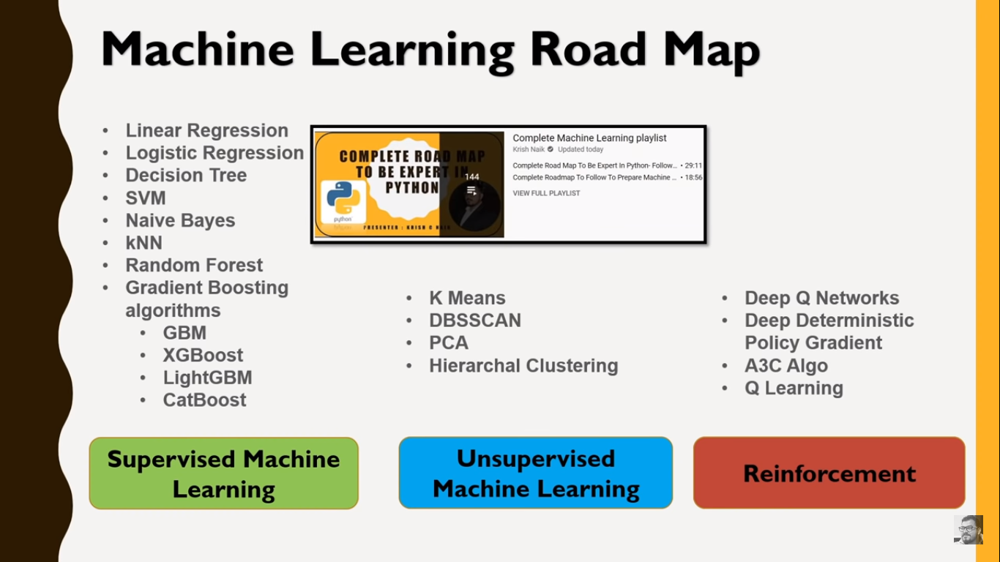 Machine Learning Road Map
• Linear Regression
• Logistic Regression
• Decision Tree
• SVM
• Naive Bayes
• kNN
• Random Forest
• Gradient Boosting
algorithms
• GBM
• XGBoost
• LightGBM
• CatBoost
COMPLETE ROAD MAP
TO BE EXPERT IN
PYTHON
144
python
PRESENTER : KRISH C NAIK
Complete Machine Learning playlist
Krish Naik Updated today
Complete Road Map To Be Expert In Python- Follow... • 29:11
Complete Roadmap To Follow To Prepare Machine ... • 18:56
VIEW FULL PLAYLIST
• K Means
• DBSSCAN
• PCA
• Hierarchal Clustering
• Deep Q Networks
• Deep Deterministic
Policy Gradient
• A3C Algo
• Q Learning
Supervised Machine
Learning
Unsupervised
Machine Learning
Reinforcement